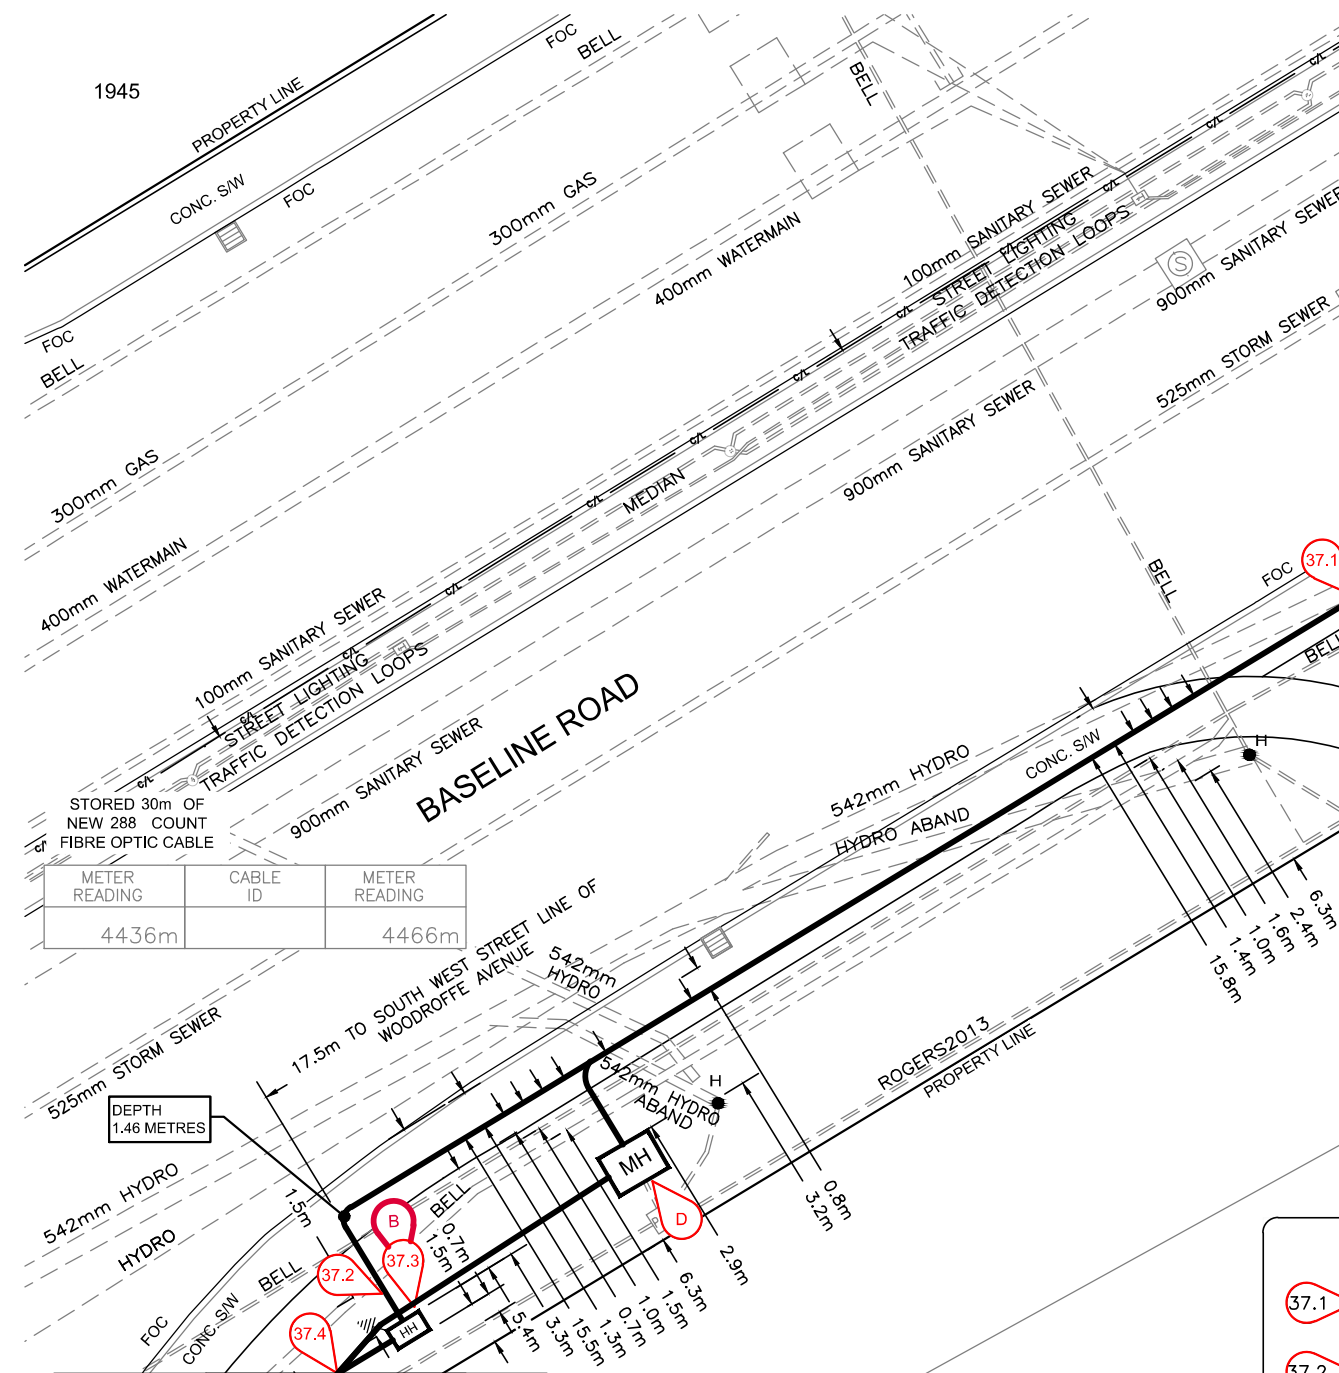 1945
PROPERTY LINE
CONC. S/W
FOC
FOC
BELL
BELL
300mm GAS
400mm WATERMAIN
100mm SANITARY SEWER
STREET LIGHTING
TRAFFIC DETECTION LOOPS
C/L
C/L
C/L
C/L
C/L
C/L
C/L
C/L
C/L
C/L
C/L
C/L
S
900mm SANITARY SEWER
525mm STORM SEWER
FOC
BELL
300mm GAS
400mm WATERMAIN
MEDIAN
900mm SANITARY SEWER
100mm SANITARY SEWER
STREET LIGHTING
TRAFFIC DETECTION LOOPS
900mm SANITARY SEWER
BASELINE ROAD
BELL
FOC
37.1
BELL
H
CONC. S/W
542mm HYDRO
HYDRO ABAND
STORED 30m OF
NEW 288 COUNT
FIBRE OPTIC CABLE
METER
READING
CABLE
ID
METER
READING
4436m
4466m
17.5m TO SOUTH WEST STREET LINE OF
WOODROFFE AVENUE
542mm
HYDRO
6.3m
2.4m
1.6m
1.0m
1.4m
15.8m
ROGERS2013
PROPERTY LINE
525mm STORM SEWER
DEPTH
1.46 METRES
542mm HYDRO
ABAND
H
MH
D
0.8m
3.2m
2.9m
542mm HYDRO
HYDRO
1.5m
BELL
B
0.7m
1.5m
37.3
37.2
BELL
37.4
HH
FOC
CONC. S/W
6.3m
1.5m
1.0m
0.7m
1.3m
15.5m
3.3m
5.4m
37.1
37.2